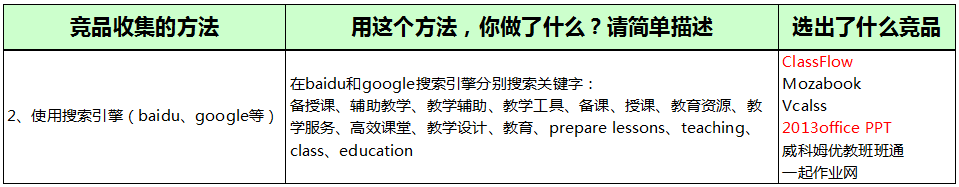 竞品收集的方法
用这个方法，你做了什么？请简单描述
选出了什么竞品
2、使用搜索引擎（baidu、google等）
在baidu和google搜索引擎分别搜索关键字：
备授课、辅助教学、教学辅助、教学工具、备课、授课、教育资源、教
学服务、高效课堂、教学设计、教育、prepare lessons、teaching、
class、education
ClassFlow
Mozabook
Vcalss
2013office PPT
威科姆优教班班通
一起作业网